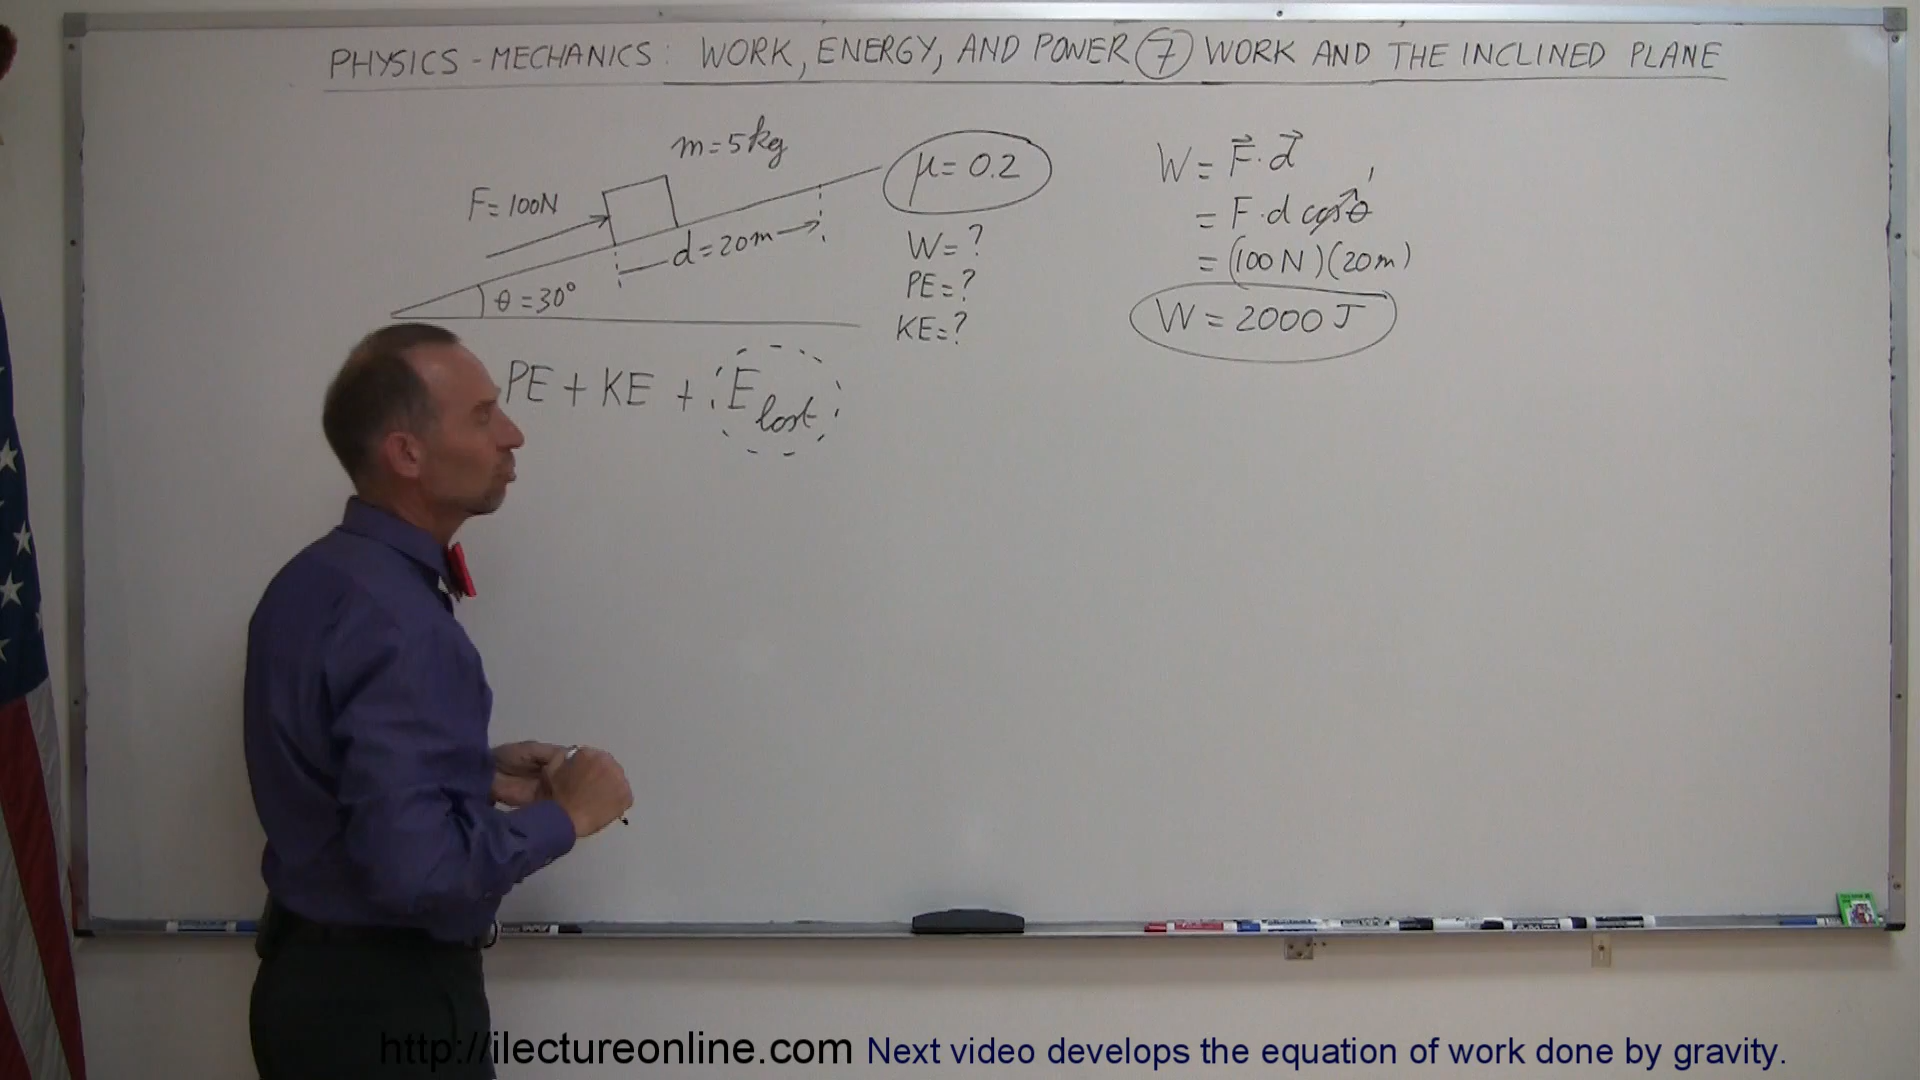 PHYSICS - MECHANICS: WORK, ENERGY, AND POWER (7) WORK AND THE INCLINED PLANE
m = 5kg
F = 100N
d = 20m
θ = 30°
μ = 0.2
W = ?
PE = ?
KE = ?
PE + KE + E lost
W = F⃗ · d⃗
= F · d cos θ 1
= (100 N)(20m)
W = 2000 J
http://ilectureonline.com Next video develops the equation of work done by gravity.